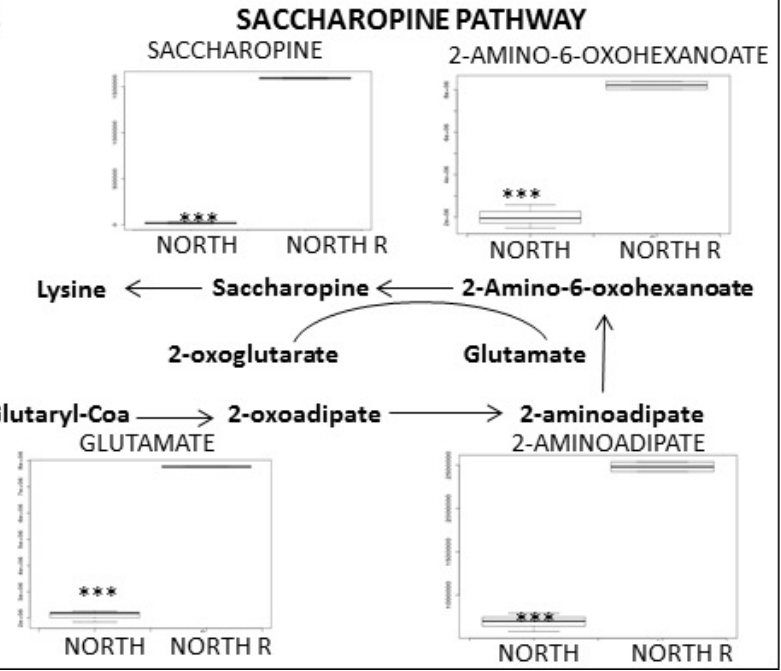 SACCHAROPINE PATHWAY
SACCHAROPINE
2-AMINO-6-OXOHEXANOATE
***
***
NORTH NORTH R
NORTH NORTH R
Lysine Saccharopine 2-Amino-6-oxohexanoate
2-oxoglutarate Glutamate
lutaryl-Coa 2-oxoadipate 2-aminoadipate
GLUTAMATE
2-AMINOADIPATE
***
***
NORTH NORTH R
NORTH NORTH R